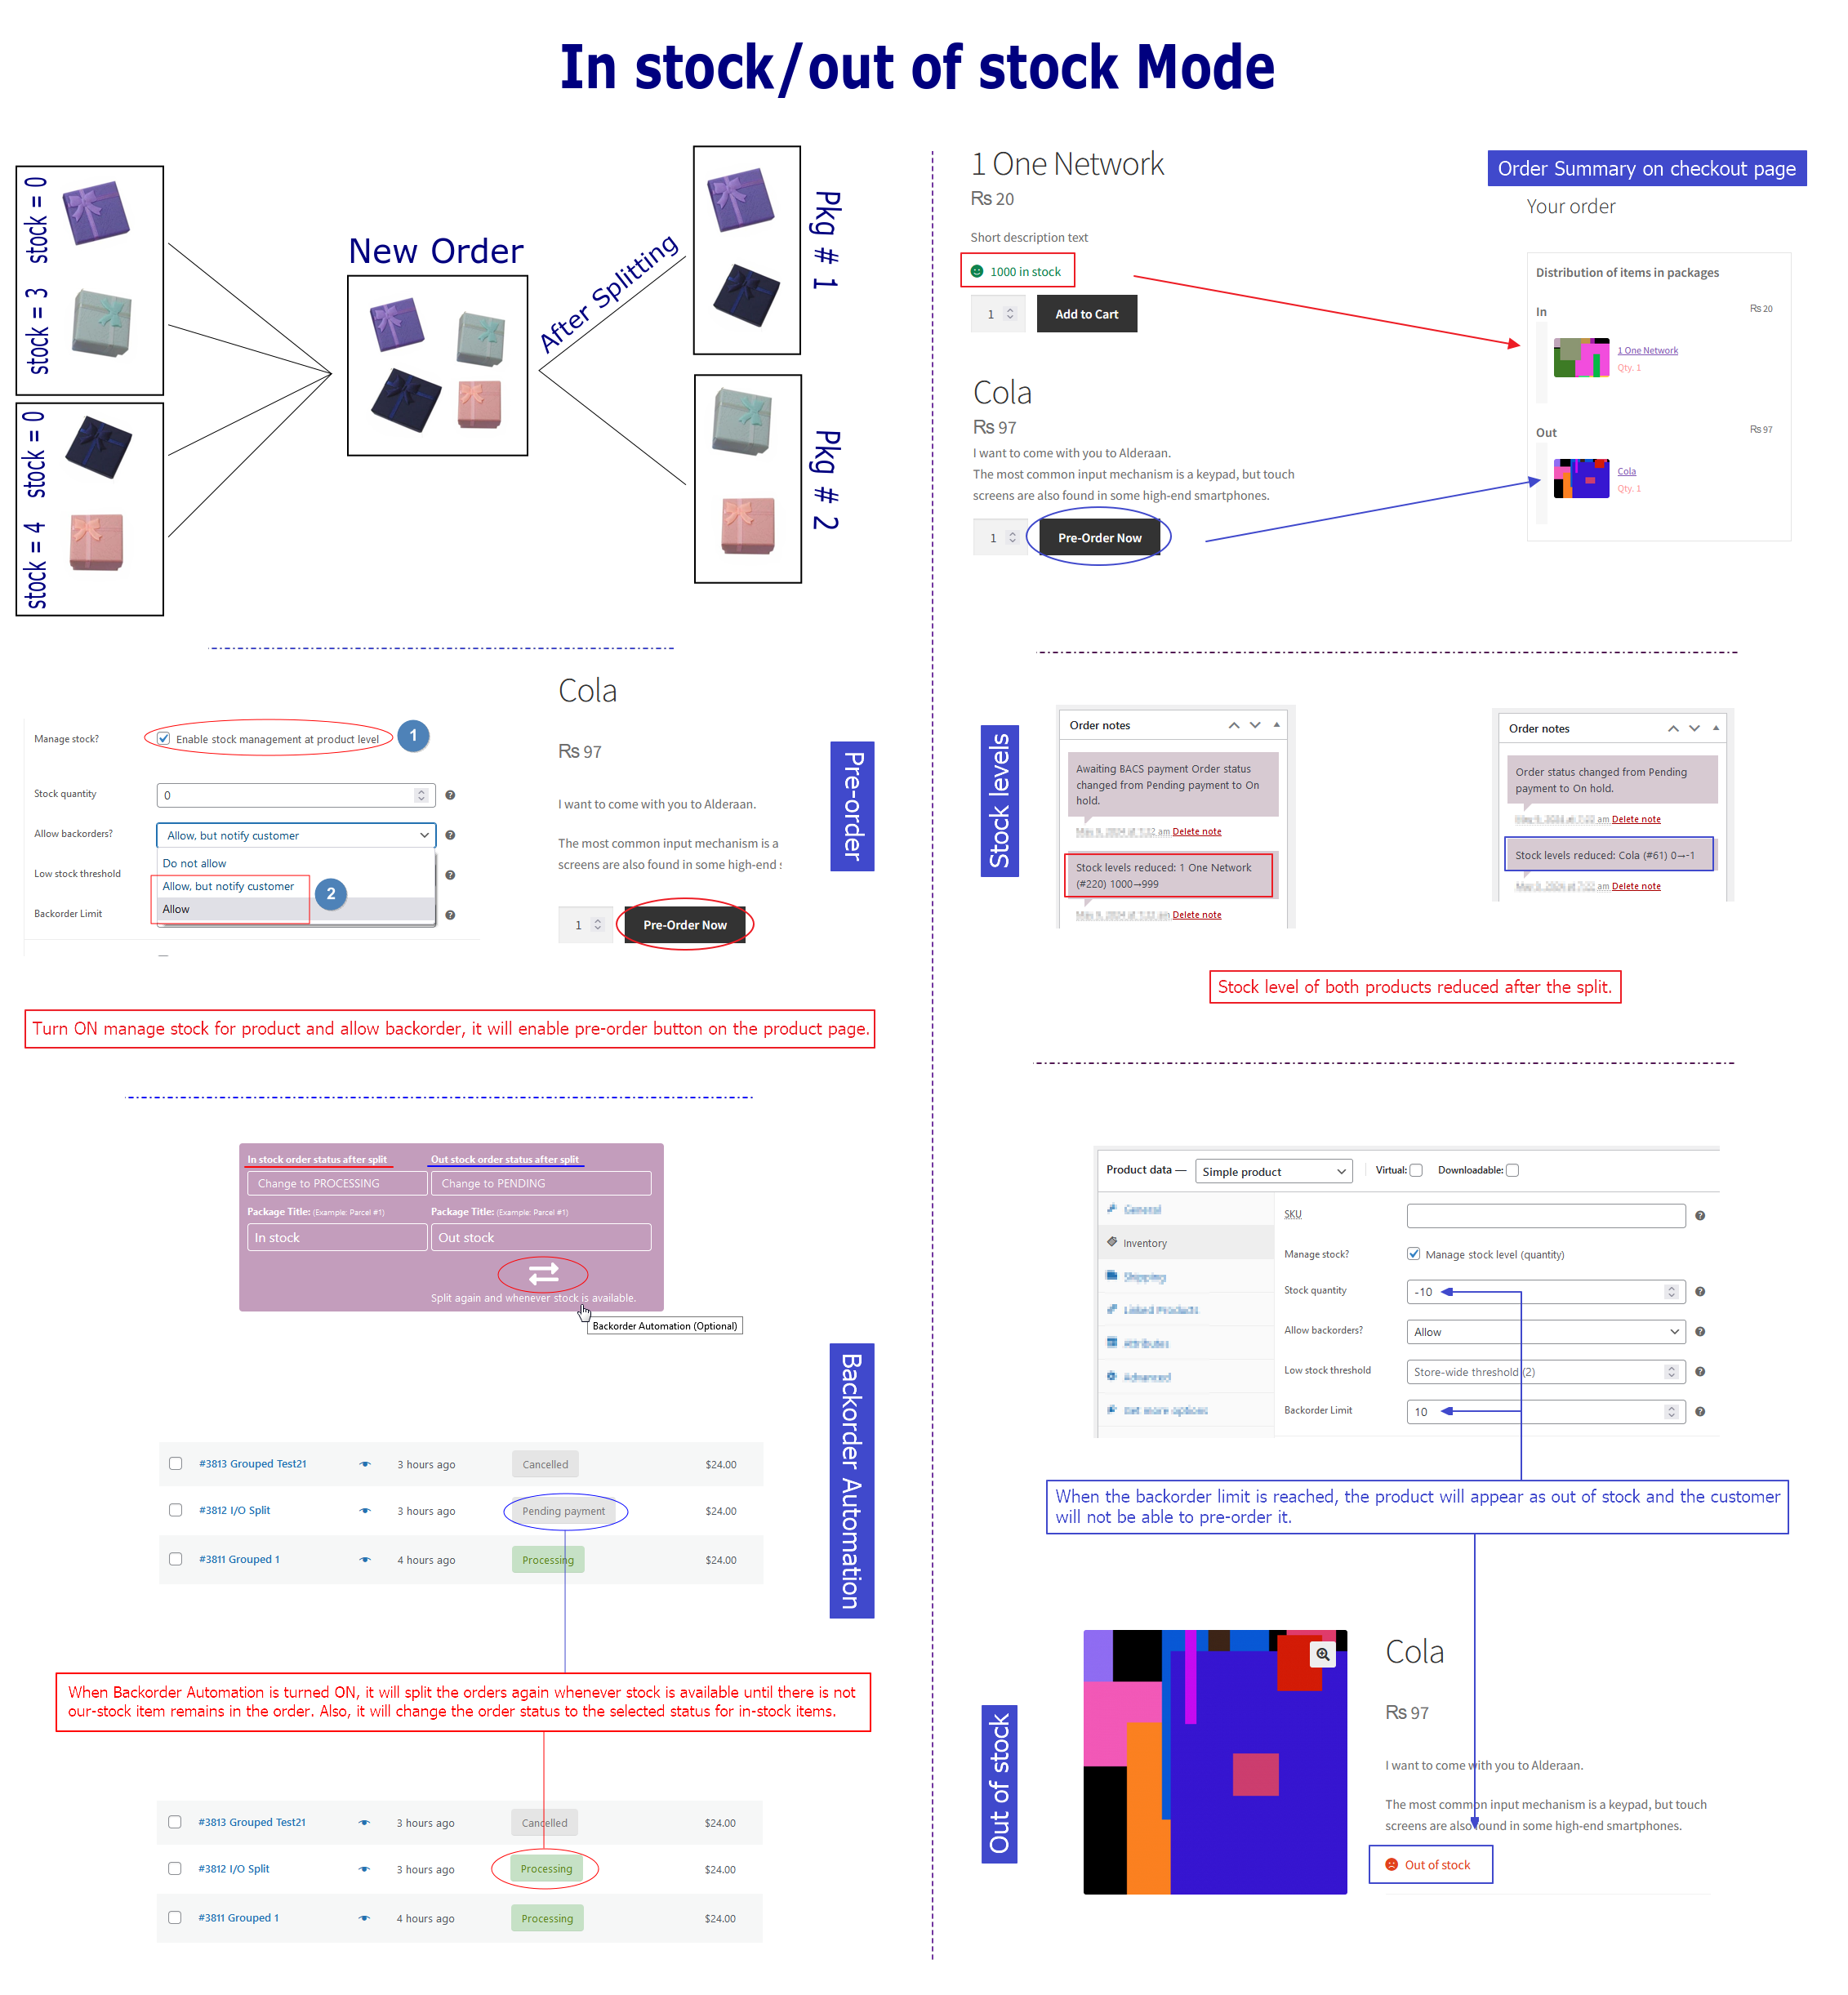 In stock/out of stock Mode
stock = 0
stock = 3
stock = 0
stock = 4
New Order
After Splitting
Pkg # 1
Pkg # 2
1 One Network
Rs 20
Short description text
1000 in stock
1
Add to Cart
Cola
Rs 97
I want to come with you to Alderaan.
The most common input mechanism is a keypad, but touch
screens are also found in some high-end smartphones.
1
Pre-Order Now
Order Summary on checkout page
Your order
Distribution of items in packages
In
Rs 20
1 One Network
Qty. 1
Out
Rs 97
Cola
Qty. 1
Manage stock?
Enable stock management at product level
1
Stock quantity
0
Allow backorders?
Allow, but notify customer
Do not allow
Low stock threshold
Allow, but notify customer
2
Backorder Limit
Allow
Cola
Rs 97
I want to come with you to Alderaan.
The most common input mechanism is a
screens are also found in some high-end
1
Pre-Order Now
Pre-order
Turn ON manage stock for product and allow backorder, it will enable pre-order button on the product page.
Stock levels
Order notes
Awaiting BACS payment Order status
changed from Pending payment to On
hold.
am Delete note
Stock levels reduced: 1 One Network
(#220) 1000→999
am Delete note
Order notes
Order status changed from Pending
payment to On hold.
am Delete note
Stock levels reduced: Cola (#61) 0→-1
am Delete note
Stock level of both products reduced after the split.
In stock order status after split
Out stock order status after split
Change to PROCESSING
Change to PENDING
Package Title: (Example: Parcel #1)
Package Title: (Example: Parcel #1)
In stock
Out stock
Split again and whenever stock is available.
Backorder Automation (Optional)
Backorder Automation
#3813 Grouped Test21
3 hours ago
Cancelled
$24.00
#3812 I/O Split
3 hours ago
Pending payment
$24.00
#3811 Grouped 1
4 hours ago
Processing
$24.00
When Backorder Automation is turned ON, it will split the orders again whenever stock is available until there is not
our-stock item remains in the order. Also, it will change the order status to the selected status for in-stock items.
#3813 Grouped Test21
3 hours ago
Cancelled
$24.00
#3812 I/O Split
3 hours ago
Processing
$24.00
#3811 Grouped 1
4 hours ago
Processing
$24.00
Product data —
Simple product
Virtual:
Downloadable:
General
Inventory
Shipping
Linked Products
Attributes
Advanced
Get more options
SKU
Manage stock?
Manage stock level (quantity)
Stock quantity
-10
Allow backorders?
Allow
Low stock threshold
Store-wide threshold (2)
Backorder Limit
10
When the backorder limit is reached, the product will appear as out of stock and the customer
will not be able to pre-order it.
Out of stock
Cola
Rs 97
I want to come with you to Alderaan.
The most common input mechanism is a keypad, but touch
screens are also found in some high-end smartphones.
Out of stock